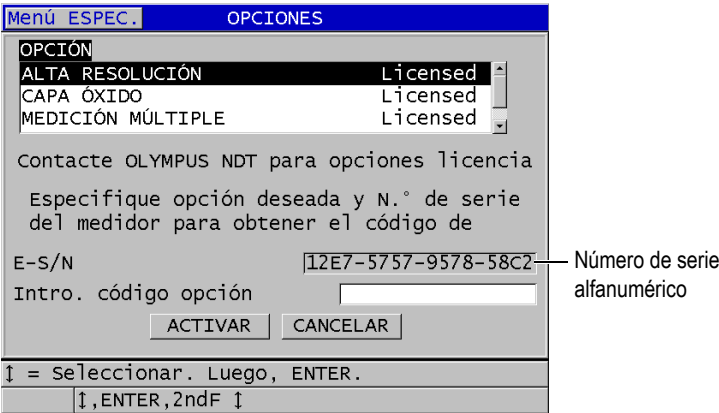 Menú ESPEC. OPCIONES
OPCIÓN
ALTA RESOLUCIÓN Licensed
CAPA ÓXIDO Licensed
MEDICIÓN MÚLTIPLE Licensed
Contacte OLYMPUS NDT para opciones licencia
Especifique opción deseada y N.° de serie
del medidor para obtener el código de
E-S/N 12E7-5757-9578-58C2
Número de serie
alfanumérico
Intro. código opción
ACTIVAR CANCELAR
↕ = Seleccionar. Luego, ENTER.
↕,ENTER,2ndF ↕